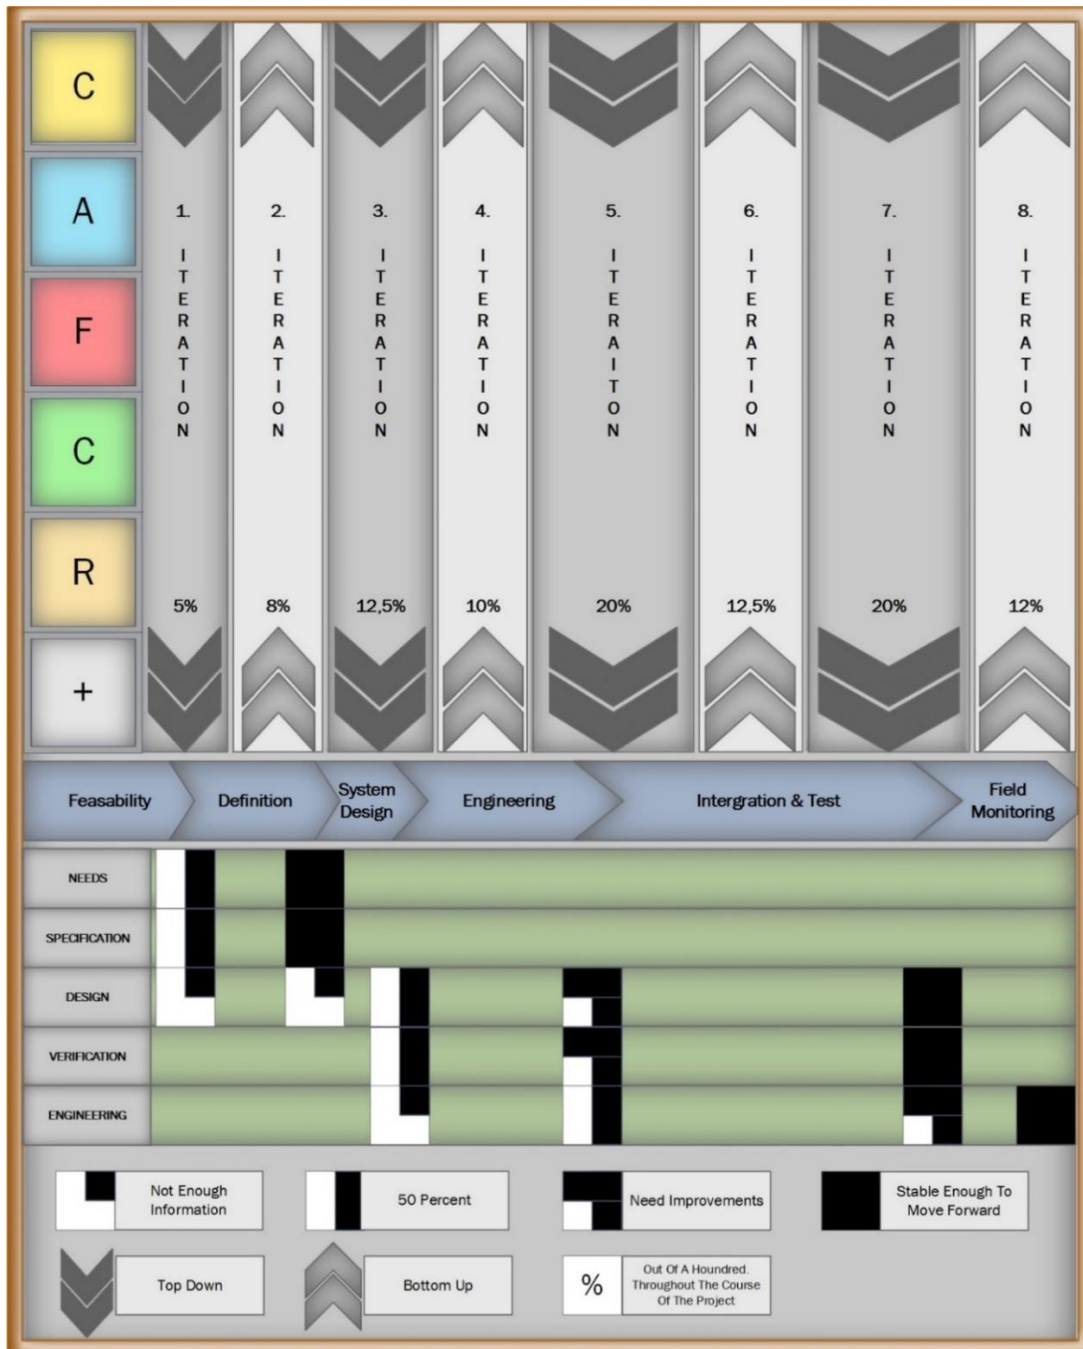 C
A
F
C
R
+
1.
ITERATION
5%
2.
ITERATION
8%
3.
ITERATION
12,5%
4.
ITERATION
10%
5.
ITERAITON
20%
6.
ITERATION
12,5%
7.
ITERATION
20%
8.
ITERATION
12%
Feasability
Definition
System
Design
Engineering
Intergration & Test
Field
Monitoring
NEEDS
SPECIFICATION
DESIGN
VERIFICATION
ENGINEERING
Not Enough
Information
50 Percent
Need Improvements
Stable Enough To
Move Forward
Top Down
Bottom Up
%
Out Of A Houndred.
Throughout The Course
Of The Project